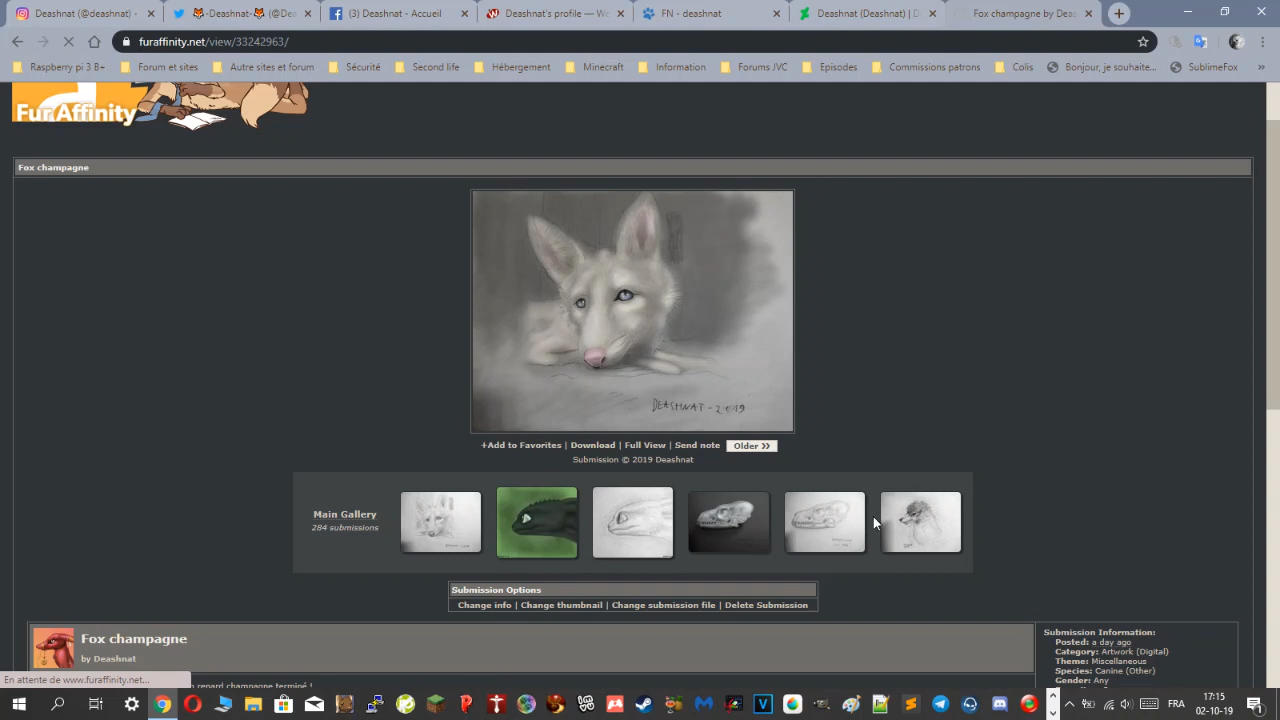 Deashnat (@deashnat) •
🦊-Deashnat-🦊 (@Dea
(3) Deashnat - Accueil
Deashnat's profile — We
FN - deashnat
Deashnat (Deashnat) | D
Fox champagne by Deas
furaffinity.net/view/33242963/
Raspberry pi 3 B+
Forum et sites
Autre sites et forum
Sécurité
Second life
Hébergement
Minecraft
Information
Forums JVC
Episodes
Commissions patrons
Colis
Bonjour, je souhaite...
SublimeFox
»
FurAffinity
Fox champagne
DEASHNAT - 2019
+Add to Favorites | Download | Full View | Send note
Older »
Submission © 2019 Deashnat
Main Gallery
284 submissions
Submission Options
Change info | Change thumbnail | Change submission file | Delete Submission
Fox champagne
by Deashnat
renard champagne terminé !
Submission Information:
Posted: a day ago
Category: Artwork (Digital)
Theme: Miscellaneous
Species: Canine (Other)
Gender: Any
En attente de www.furaffinity.net...
FRA
17:15
02-10-19